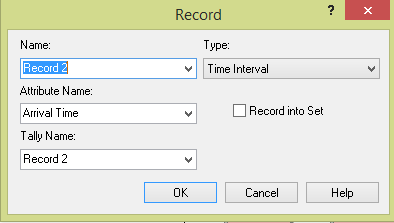 Record
?
Name:
Type:
Record 2
Time Interval
Attribute Name:
Arrival Time
Record into Set
Tally Name:
Record 2
OK
Cancel
Help